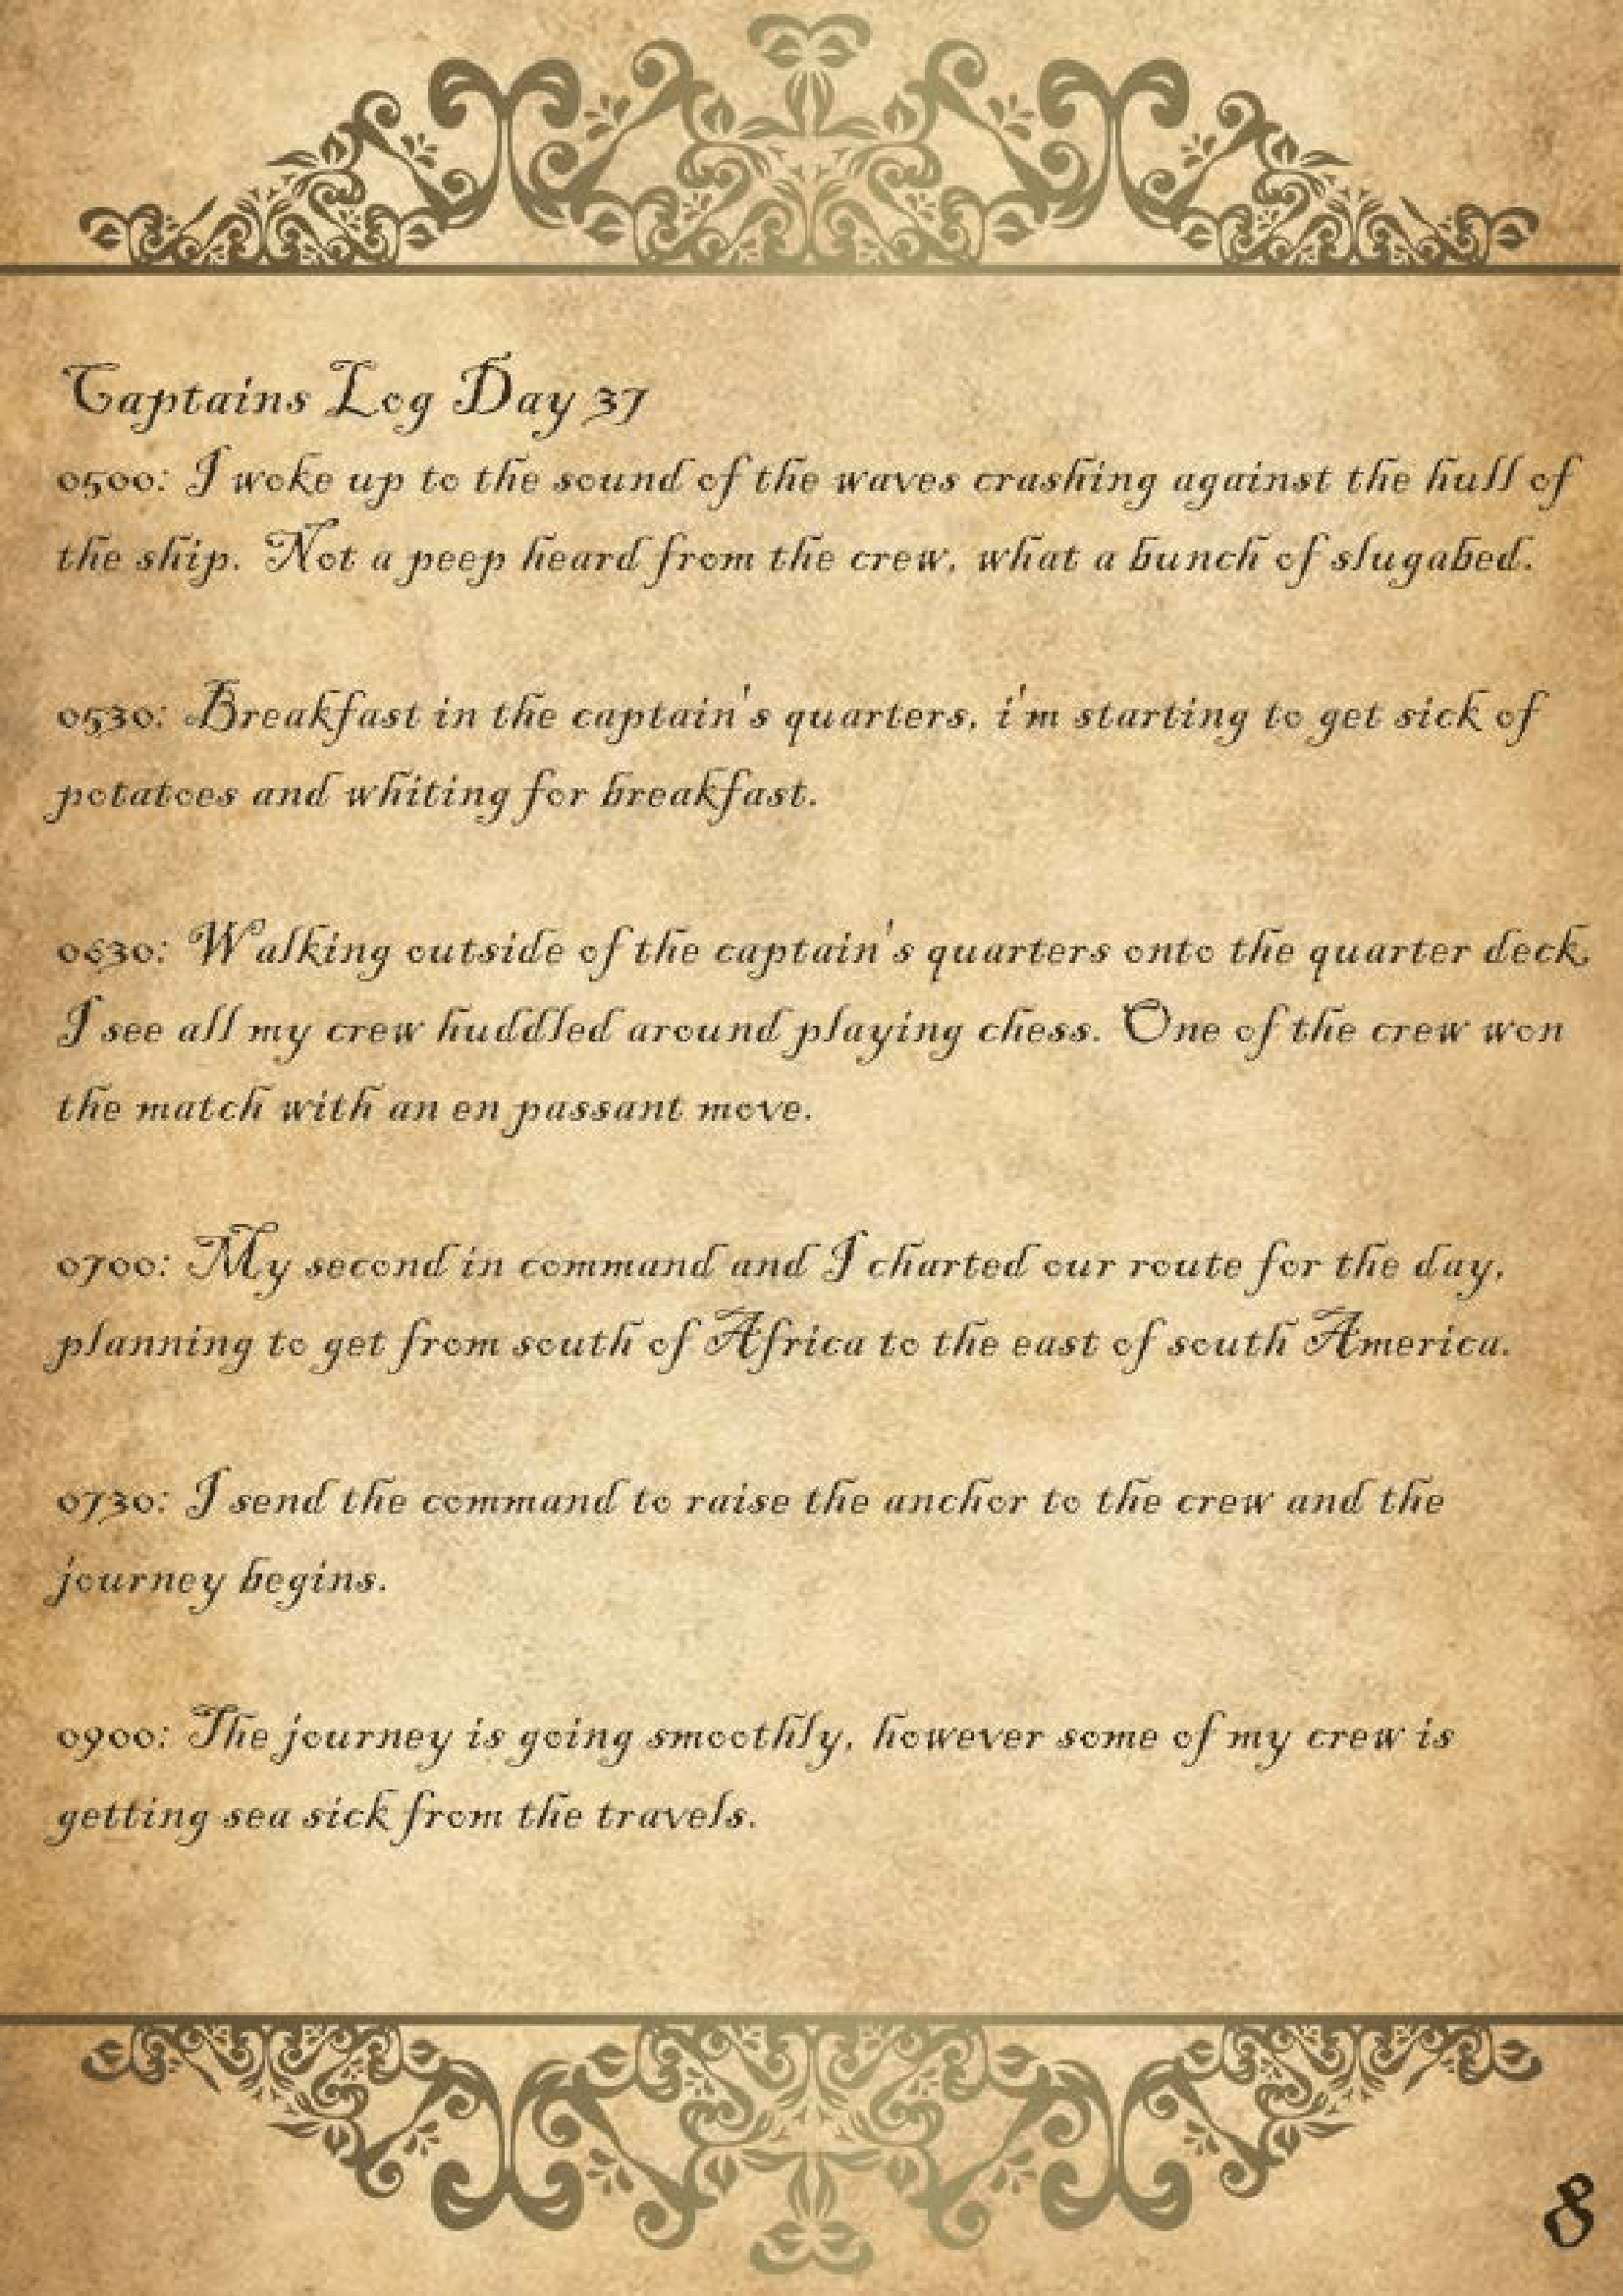 Captains Log Day 37
0500: I woke up to the sound of the waves crashing against the hull of
the ship. Not a peep heard from the crew, what a bunch of slugabed.
0530: Breakfast in the captain's quarters, i'm starting to get sick of
potatoes and whiting for breakfast.
0630: Walking outside of the captain's quarters onto the quarter deck,
I see all my crew huddled around playing chess. One of the crew won
the match with an en passant move.
0700: My second in command and I charted our route for the day,
planning to get from south of Africa to the east of south America.
0730: I send the command to raise the anchor to the crew and the
journey begins.
0900: The journey is going smoothly, however some of my crew is
getting sea sick from the travels.
8